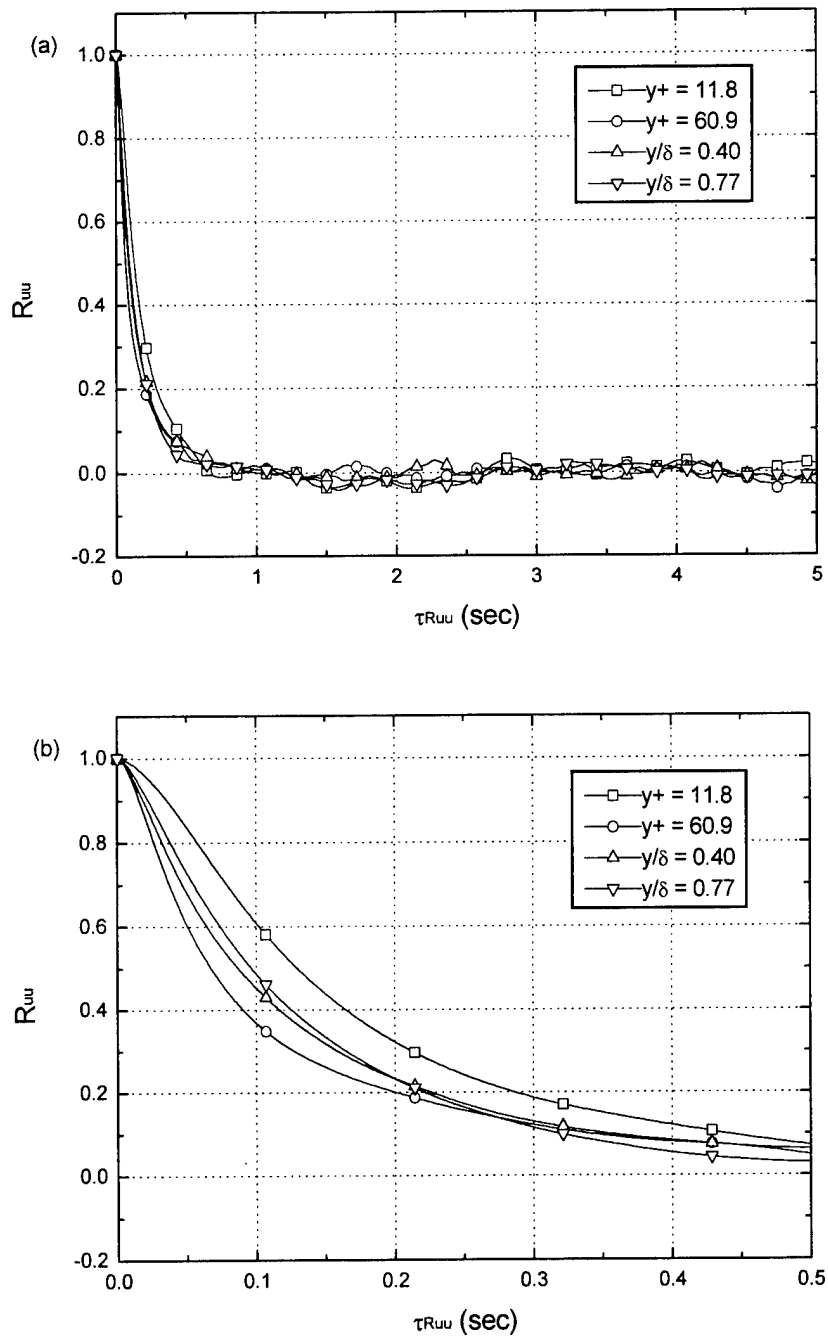 (a)
1.0
0.8
0.6
0.4
0.2
0.0
-0.2
Ruu
y+ = 11.8
y+ = 60.9
y/δ = 0.40
y/δ = 0.77
0 1 2 3 4 5
τRuu (sec)
(b)
1.0
0.8
0.6
0.4
0.2
0.0
-0.2
Ruu
y+ = 11.8
y+ = 60.9
y/δ = 0.40
y/δ = 0.77
0.0 0.1 0.2 0.3 0.4 0.5
τRuu (sec)